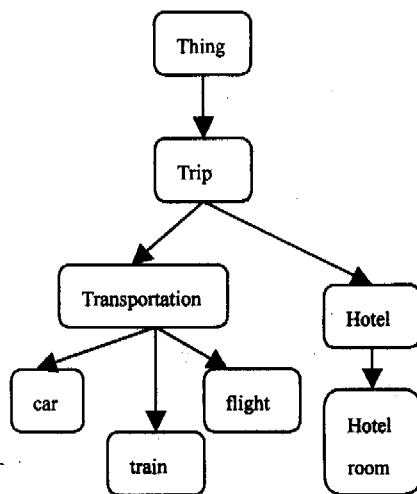 Thing
Trip
Transportation
Hotel
car
flight
train
Hotel
room